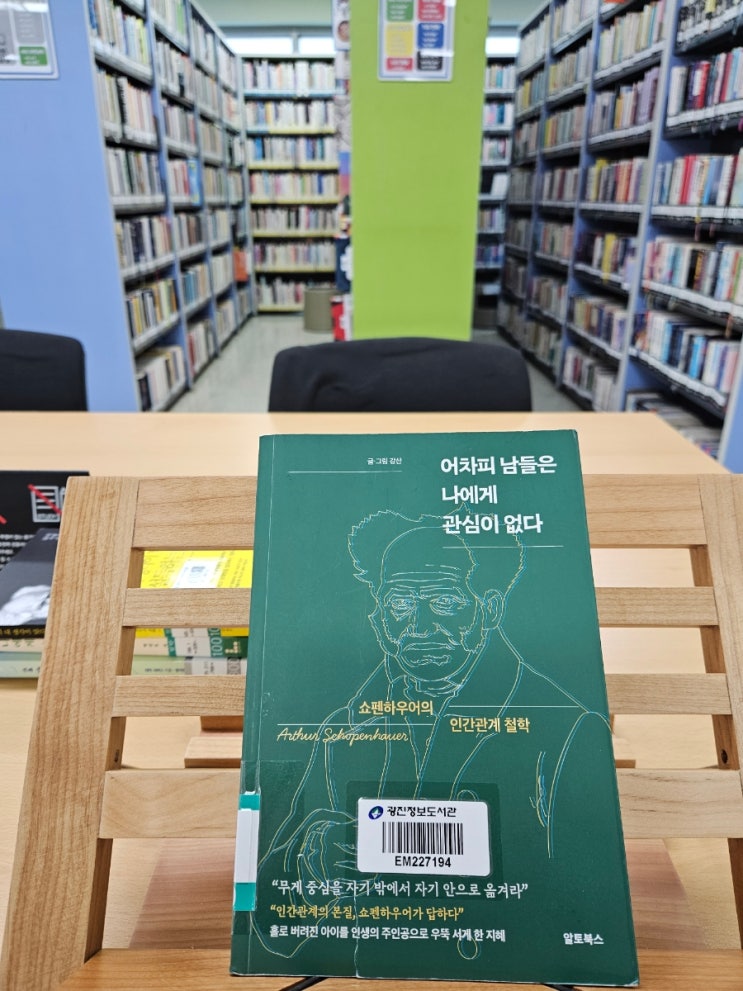 글·그림 강산
어차피 남들은
나에게
관심이 없다
쇼펜하우어의
Arthur Schopenhauer
인간관계 철학
광진정보도서관
EM227194
“무게 중심을 자기 밖에서 자기 안으로 옮겨라”
“인간관계의 본질, 쇼펜하우어가 답하다”
홀로 버려진 아이를 인생의 주인공으로 우뚝 서게 한 지혜
알토북스